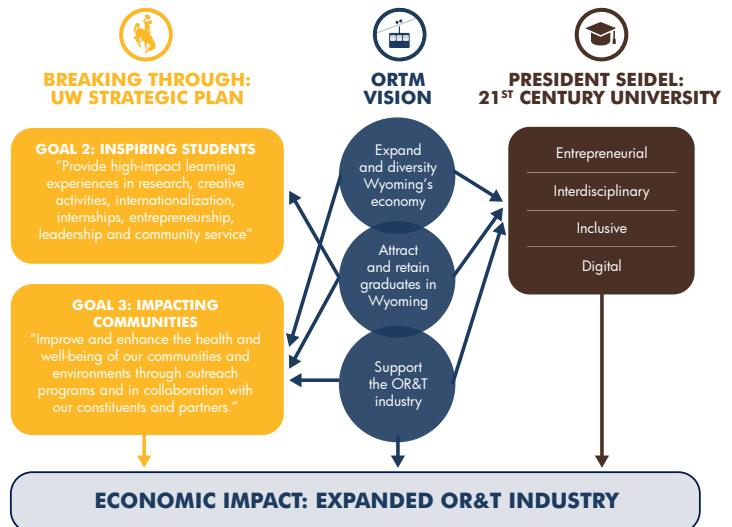 BREAKING THROUGH:
UW STRATEGIC PLAN
GOAL 2: INSPIRING STUDENTS
“Provide high-impact learning
experiences in research, creative
activities, internationalization,
internships, entrepreneurship,
leadership and community service”
GOAL 3: IMPACTING
COMMUNITIES
“Improve and enhance the health and
well-being of our communities and
environments through outreach
programs and in collaboration with
our constituents and partners.”
ORTM
VISION
Expand
and diversity
Wyoming’s
economy
Attract
and retain
graduates in
Wyoming
Support
the OR&T
industry
PRESIDENT SEIDEL:
21ST CENTURY UNIVERSITY
Entrepreneurial
Interdisciplinary
Inclusive
Digital
ECONOMIC IMPACT: EXPANDED OR&T INDUSTRY